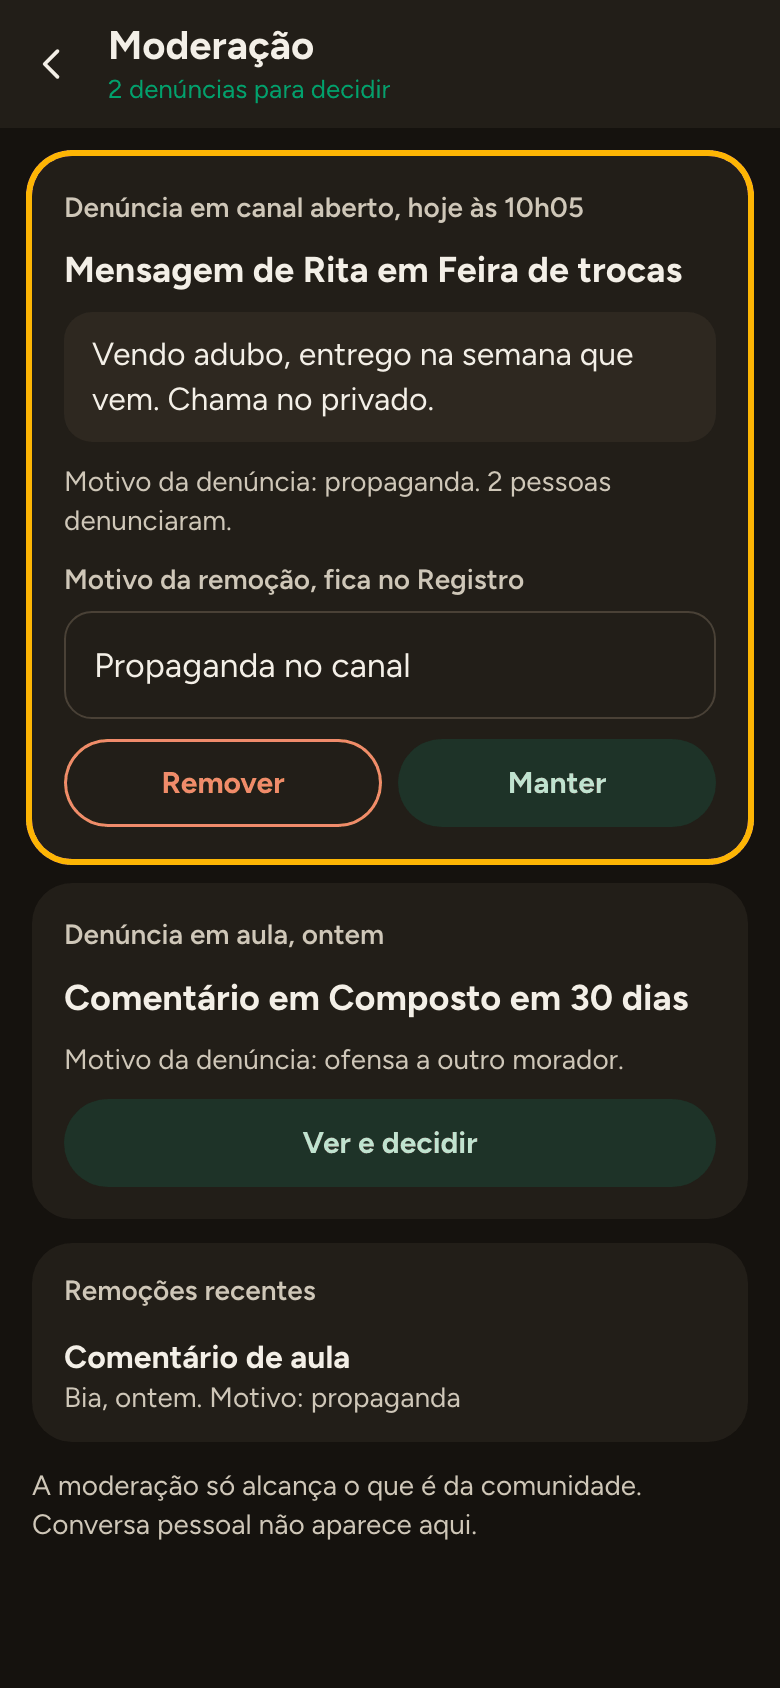 Moderação
2 denúncias para decidir
Denúncia em canal aberto, hoje às 10h05
Mensagem de Rita em Feira de trocas
Vendo adubo, entrego na semana que
vem. Chama no privado.
Motivo da denúncia: propaganda. 2 pessoas
denunciaram.
Motivo da remoção, fica no Registro
Propaganda no canal
Remover
Manter
Denúncia em aula, ontem
Comentário em Composto em 30 dias
Motivo da denúncia: ofensa a outro morador.
Ver e decidir
Remoções recentes
Comentário de aula
Bia, ontem. Motivo: propaganda
A moderação só alcança o que é da comunidade.
Conversa pessoal não aparece aqui.